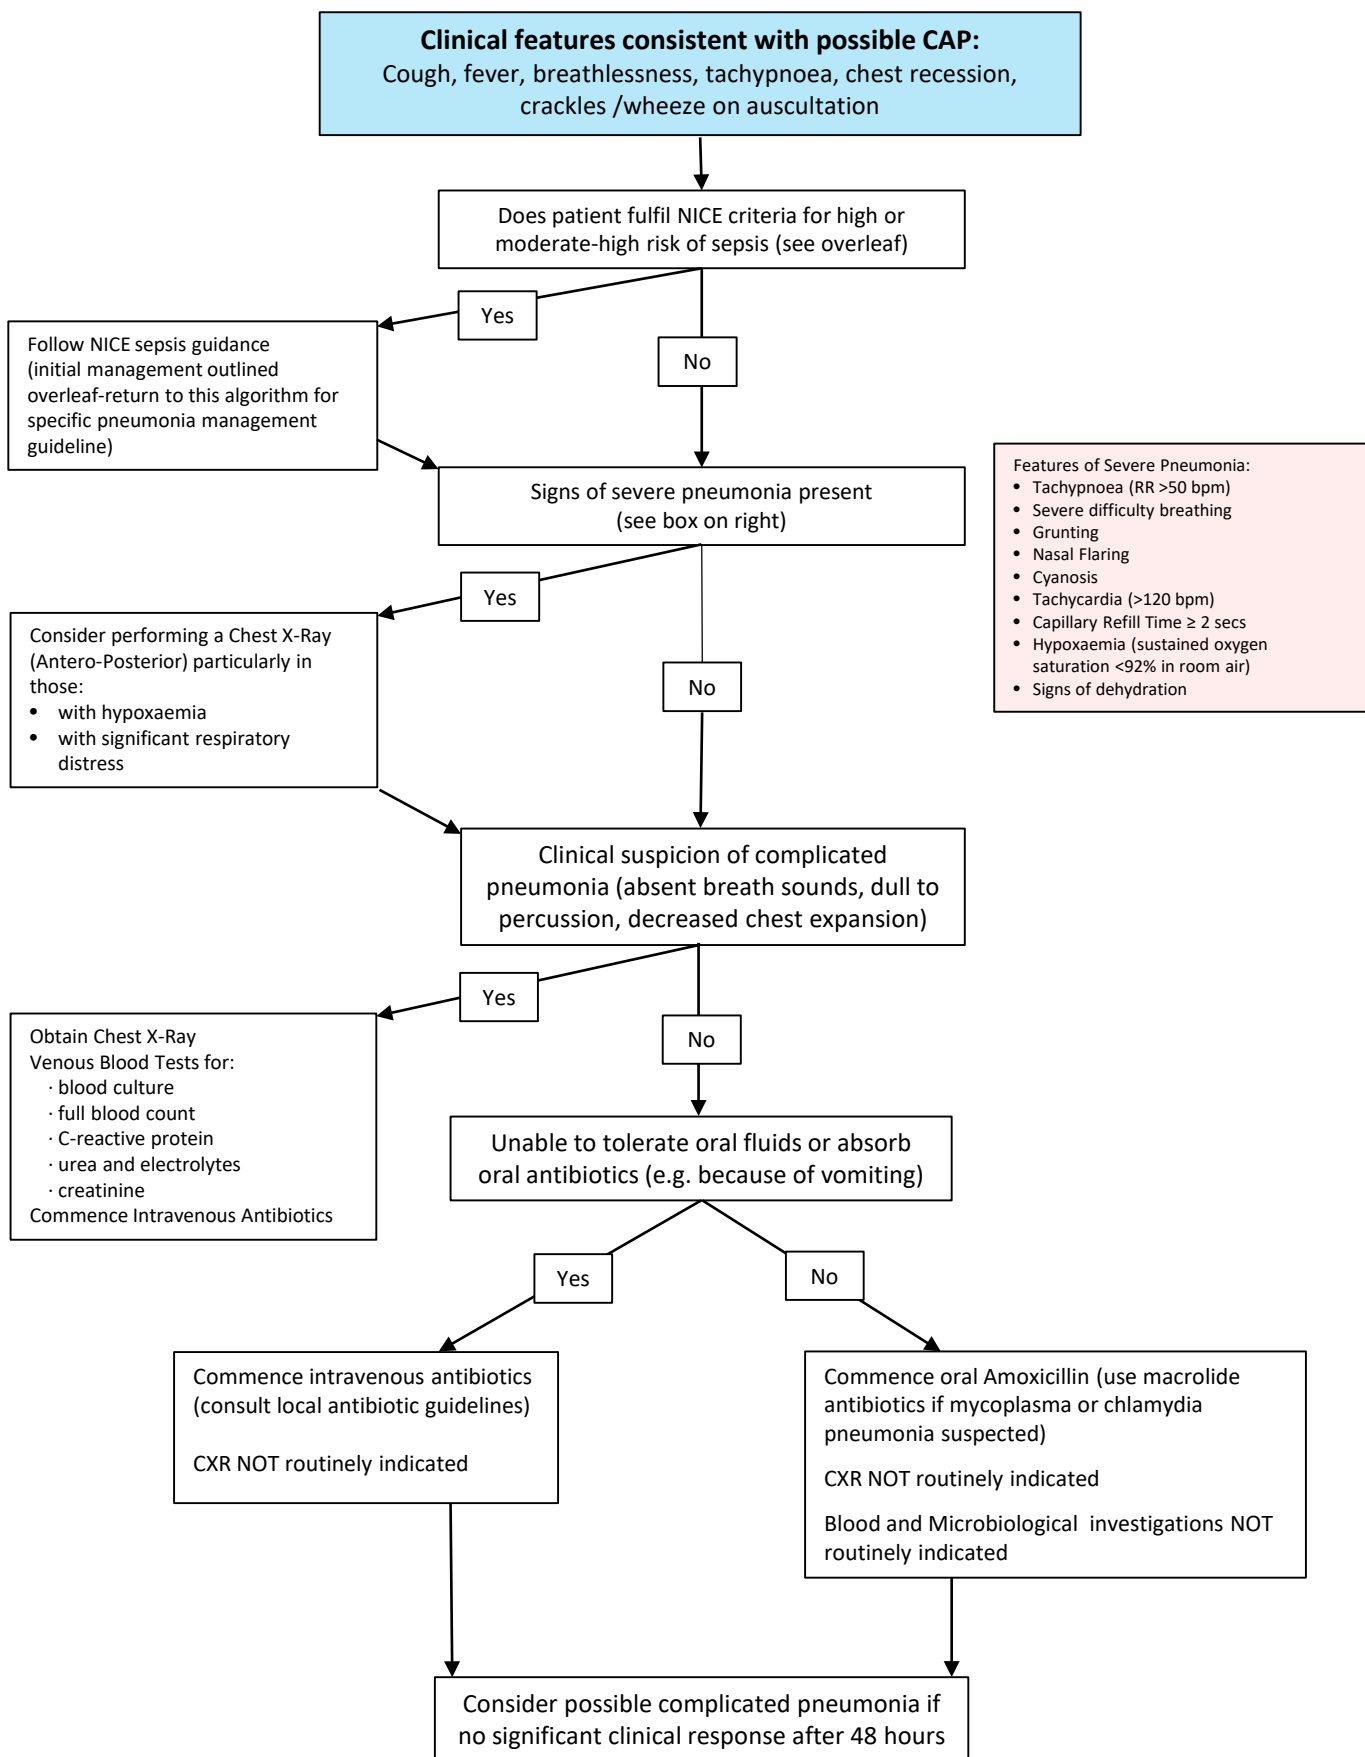 Clinical features consistent with possible CAP:
Cough, fever, breathlessness, tachypnoea, chest recession,
crackles /wheeze on auscultation
Does patient fulfil NICE criteria for high or
moderate-high risk of sepsis (see overleaf)
Yes
No
Follow NICE sepsis guidance
(initial management outlined
overleaf-return to this algorithm for
specific pneumonia management
guideline)
Signs of severe pneumonia present
(see box on right)
Features of Severe Pneumonia:
• Tachypnoea (RR >50 bpm)
• Severe difficulty breathing
• Grunting
• Nasal Flaring
• Cyanosis
• Tachycardia (>120 bpm)
• Capillary Refill Time ≥ 2 secs
• Hypoxaemia (sustained oxygen
saturation <92% in room air)
• Signs of dehydration
Yes
No
Consider performing a Chest X-Ray
(Antero-Posterior) particularly in
those:
• with hypoxaemia
• with significant respiratory
distress
Clinical suspicion of complicated
pneumonia (absent breath sounds, dull to
percussion, decreased chest expansion)
Yes
No
Obtain Chest X-Ray
Venous Blood Tests for:
· blood culture
· full blood count
· C-reactive protein
· urea and electrolytes
· creatinine
Commence Intravenous Antibiotics
Unable to tolerate oral fluids or absorb
oral antibiotics (e.g. because of vomiting)
Yes
No
Commence intravenous antibiotics
(consult local antibiotic guidelines)
CXR NOT routinely indicated
Commence oral Amoxicillin (use macrolide
antibiotics if mycoplasma or chlamydia
pneumonia suspected)
CXR NOT routinely indicated
Blood and Microbiological investigations NOT
routinely indicated
Consider possible complicated pneumonia if
no significant clinical response after 48 hours